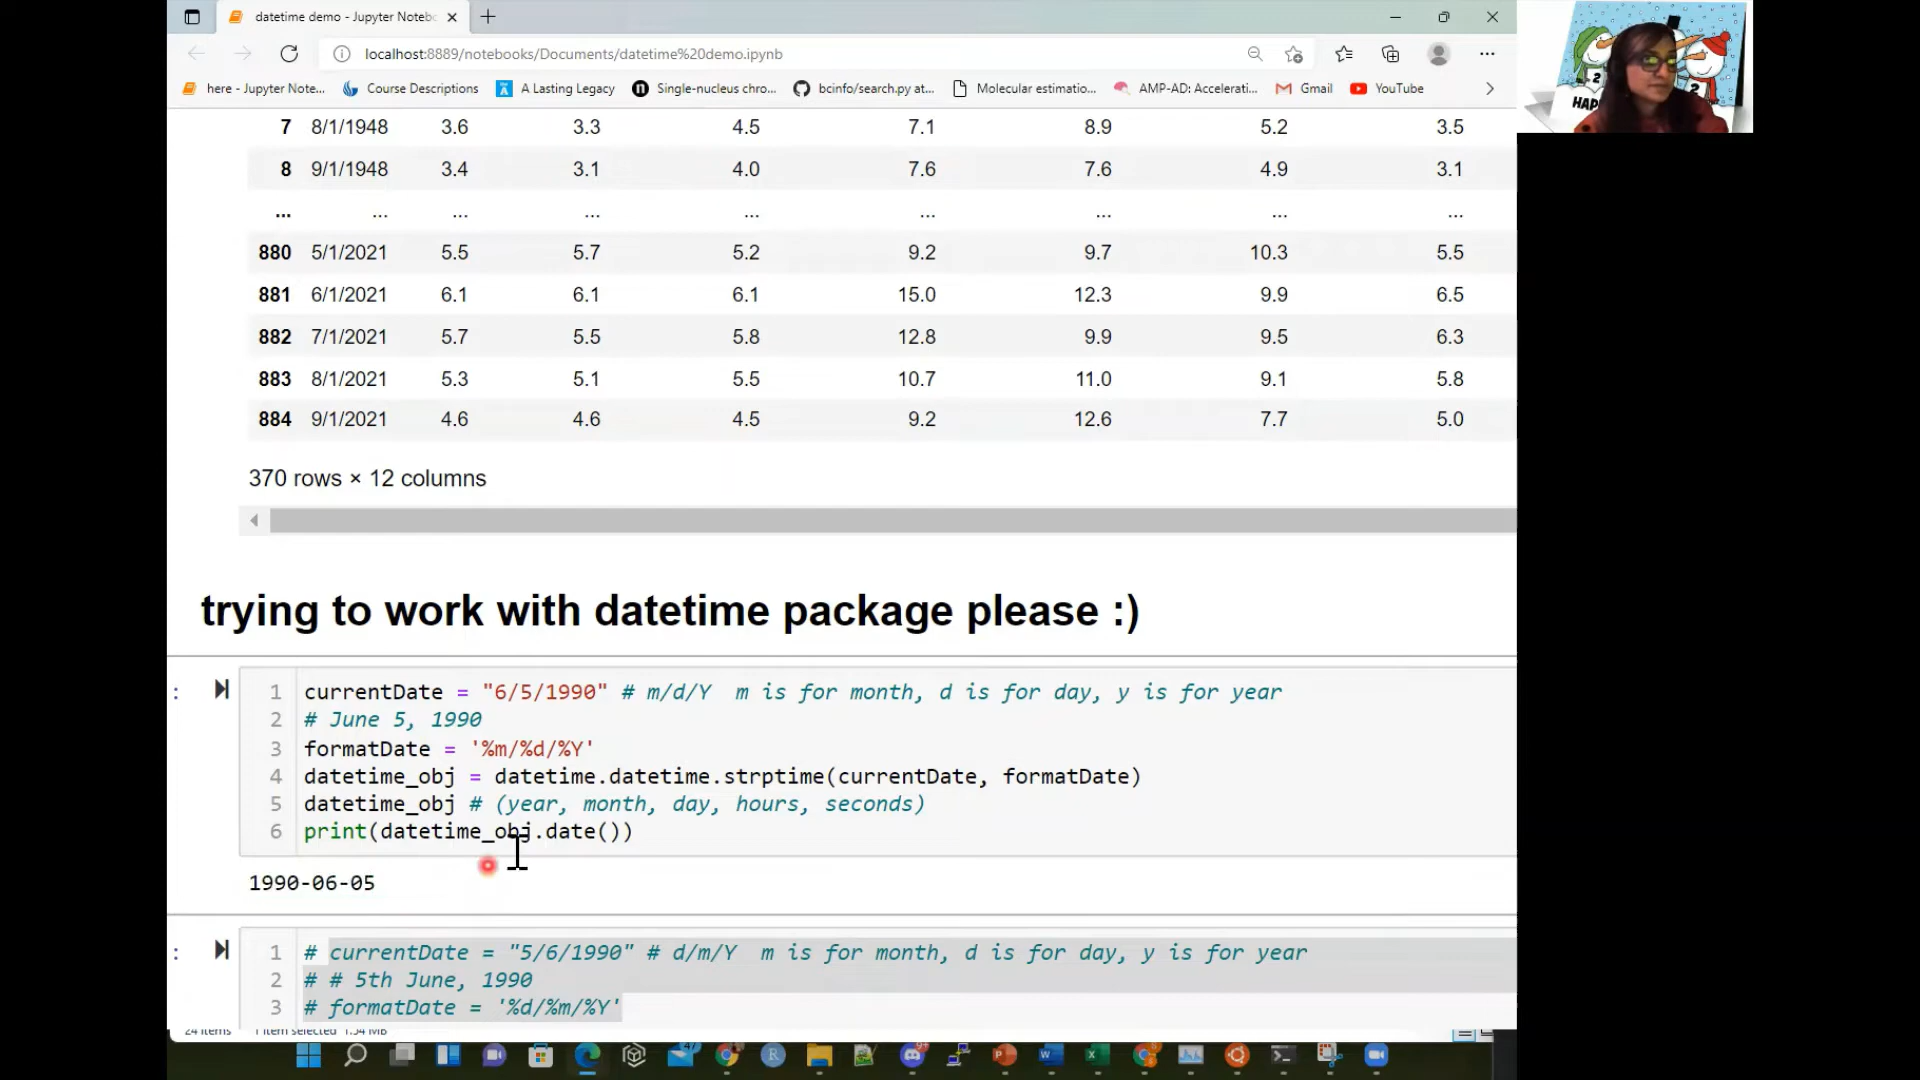 datetime demo - Jupyter Noteb
localhost:8889/notebooks/Documents/datetime%20demo.ipynb
here - Jupyter Note...
Course Descriptions
A Lasting Legacy
Single-nucleus chro...
bcinfo/search.py at...
Molecular estimatio...
AMP-AD: Accelerati...
Gmail
YouTube
7 8/1/1948 3.6 3.3 4.5 7.1 8.9 5.2 3.5
8 9/1/1948 3.4 3.1 4.0 7.6 7.6 4.9 3.1
... ... ... ... ... ... ... ... ...
880 5/1/2021 5.5 5.7 5.2 9.2 9.7 10.3 5.5
881 6/1/2021 6.1 6.1 6.1 15.0 12.3 9.9 6.5
882 7/1/2021 5.7 5.5 5.8 12.8 9.9 9.5 6.3
883 8/1/2021 5.3 5.1 5.5 10.7 11.0 9.1 5.8
884 9/1/2021 4.6 4.6 4.5 9.2 12.6 7.7 5.0
370 rows × 12 columns
trying to work with datetime package please :)
1 currentDate = "6/5/1990" # m/d/Y  m is for month, d is for day, y is for year
2 # June 5, 1990
3 formatDate = '%m/%d/%Y'
4 datetime_obj = datetime.datetime.strptime(currentDate, formatDate)
5 datetime_obj # (year, month, day, hours, seconds)
6 print(datetime_obj.date())
1990-06-05
1 # currentDate = "5/6/1990" # d/m/Y  m is for month, d is for day, y is for year
2 # # 5th June, 1990
3 # formatDate = '%d/%m/%Y'
24 items 1 item selected 1.54 MB